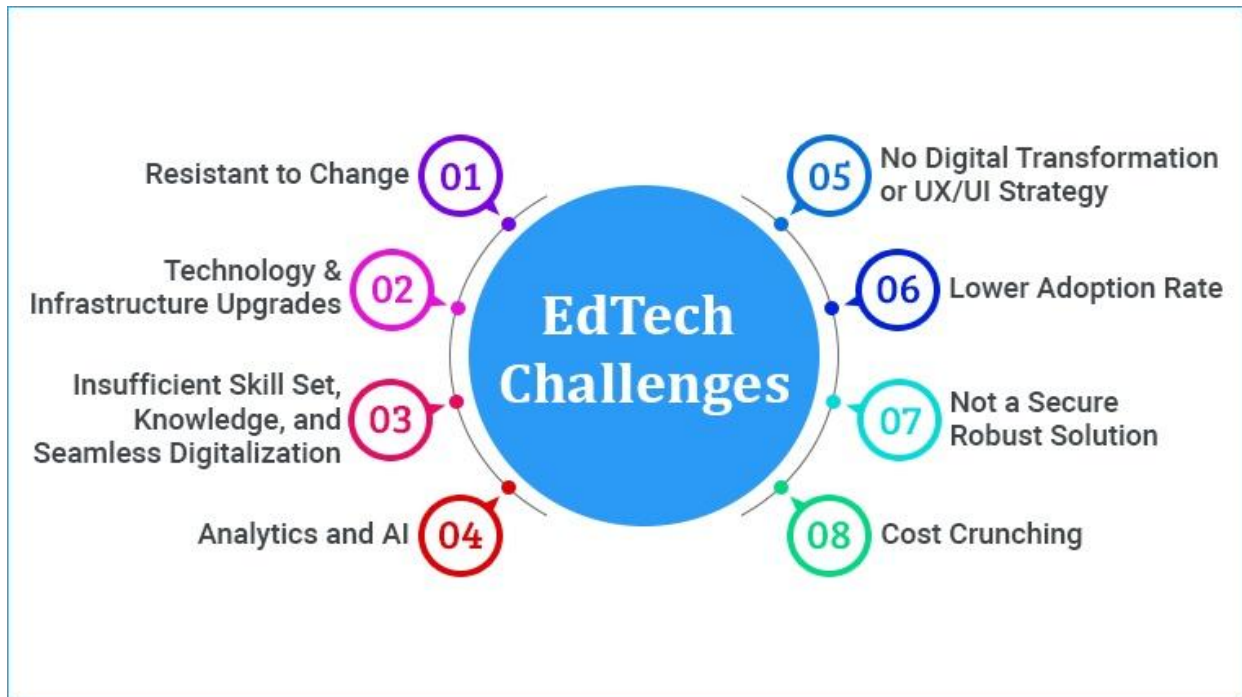 EdTech
Challenges
01
Resistant to Change
02
Technology &
Infrastructure Upgrades
03
Insufficient Skill Set,
Knowledge, and
Seamless Digitalization
04
Analytics and AI
05
No Digital Transformation
or UX/UI Strategy
06
Lower Adoption Rate
07
Not a Secure
Robust Solution
08
Cost Crunching